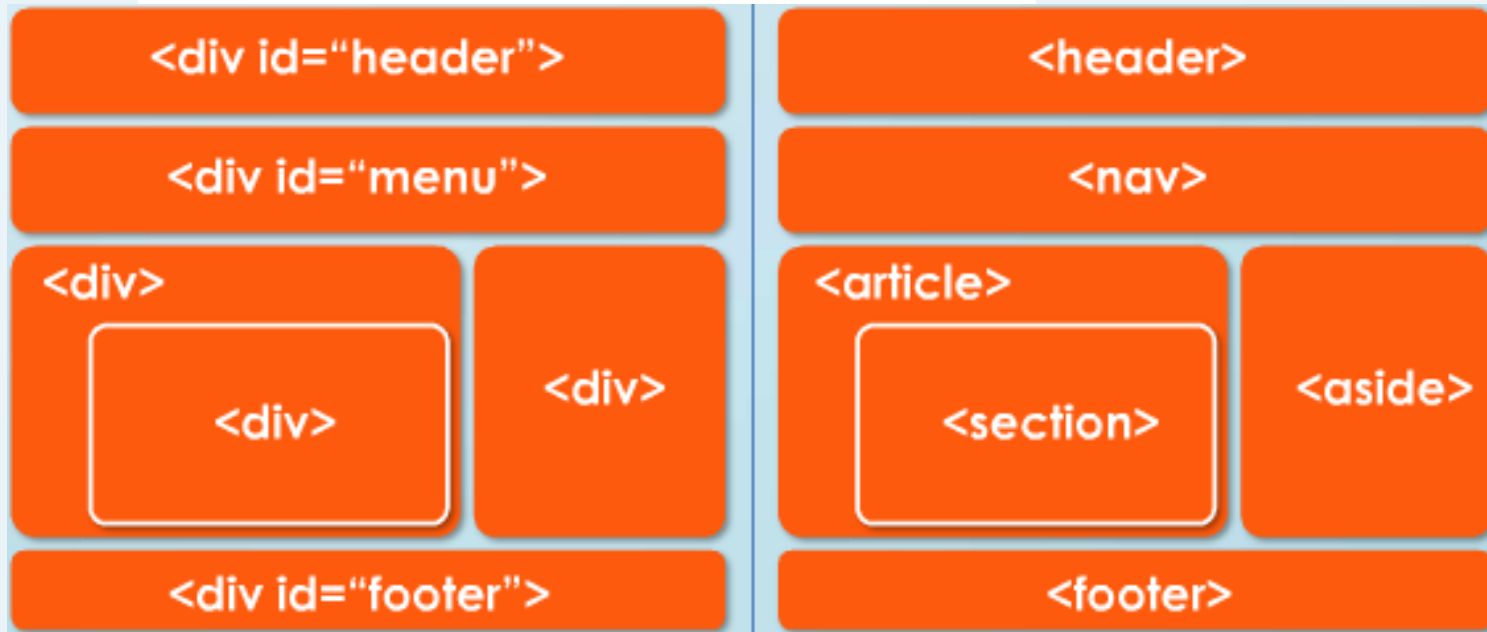 <div id=“header”>
<div id=“menu”>
<div>
<div>
<div>
<div id=“footer”>
<header>
<nav>
<article>
<section>
<aside>
<footer>